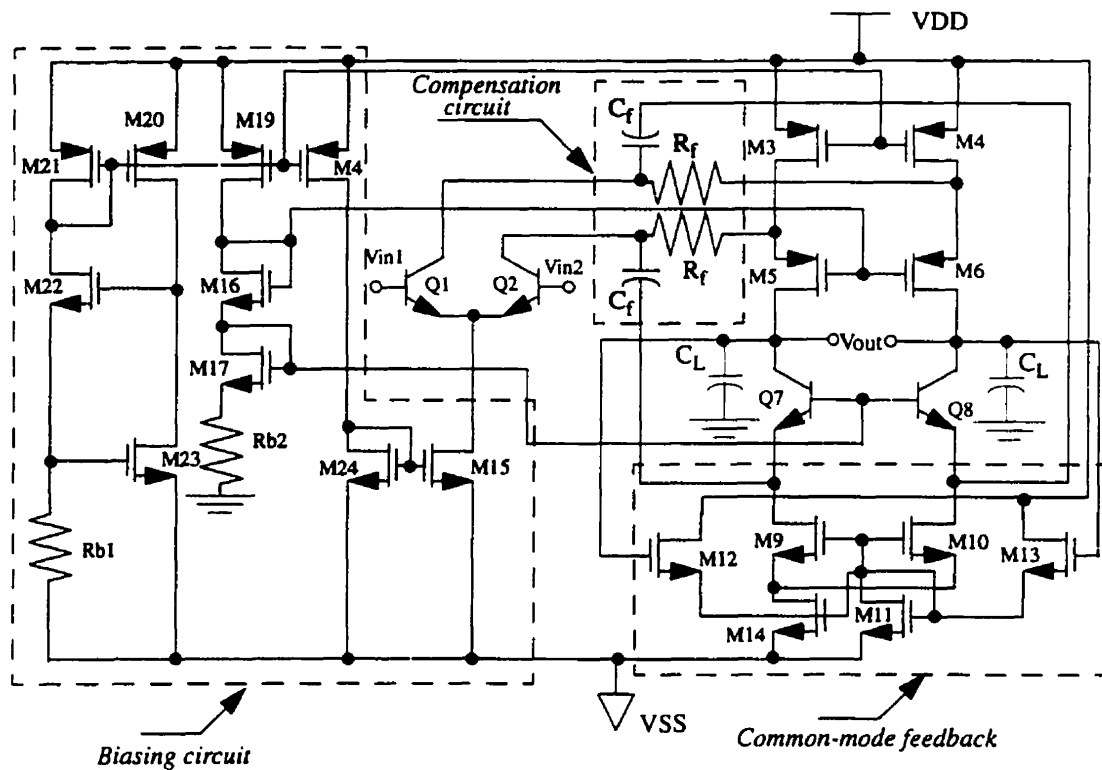 VDD
Compensation
circuit
Cf
Rf
M3
M4
M20
M19
M21
M4
Rf
Cf
M5
M6
M22
M16
Vin1
Vin2
Q1
Q2
Vout
CL
CL
M17
Q7
Q8
Rb2
M23
M24
M15
Rb1
M12
M9
M10
M13
M14
M11
VSS
Biasing circuit
Common-mode feedback